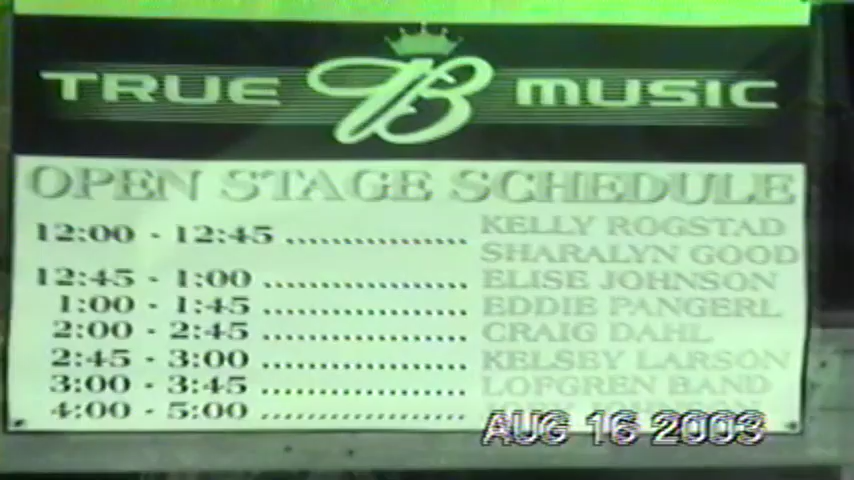 TRUE B MUSIC
OPEN STAGE SCHEDULE
12:00 - 12:45 .................. KELLY ROGSTAD
SHARALYN GOOD
12:45 - 1:00 .................... ELISE JOHNSON
1:00 - 1:45 .................... EDDIE PANGERL
2:00 - 2:45 .................... CRAIG DAHL
2:45 - 3:00 .................... KELSEY LARSON
3:00 - 3:45 .................... LOFGREN BAND
4:00 - 5:00 .................... JOHNSON
AUG 16 2003